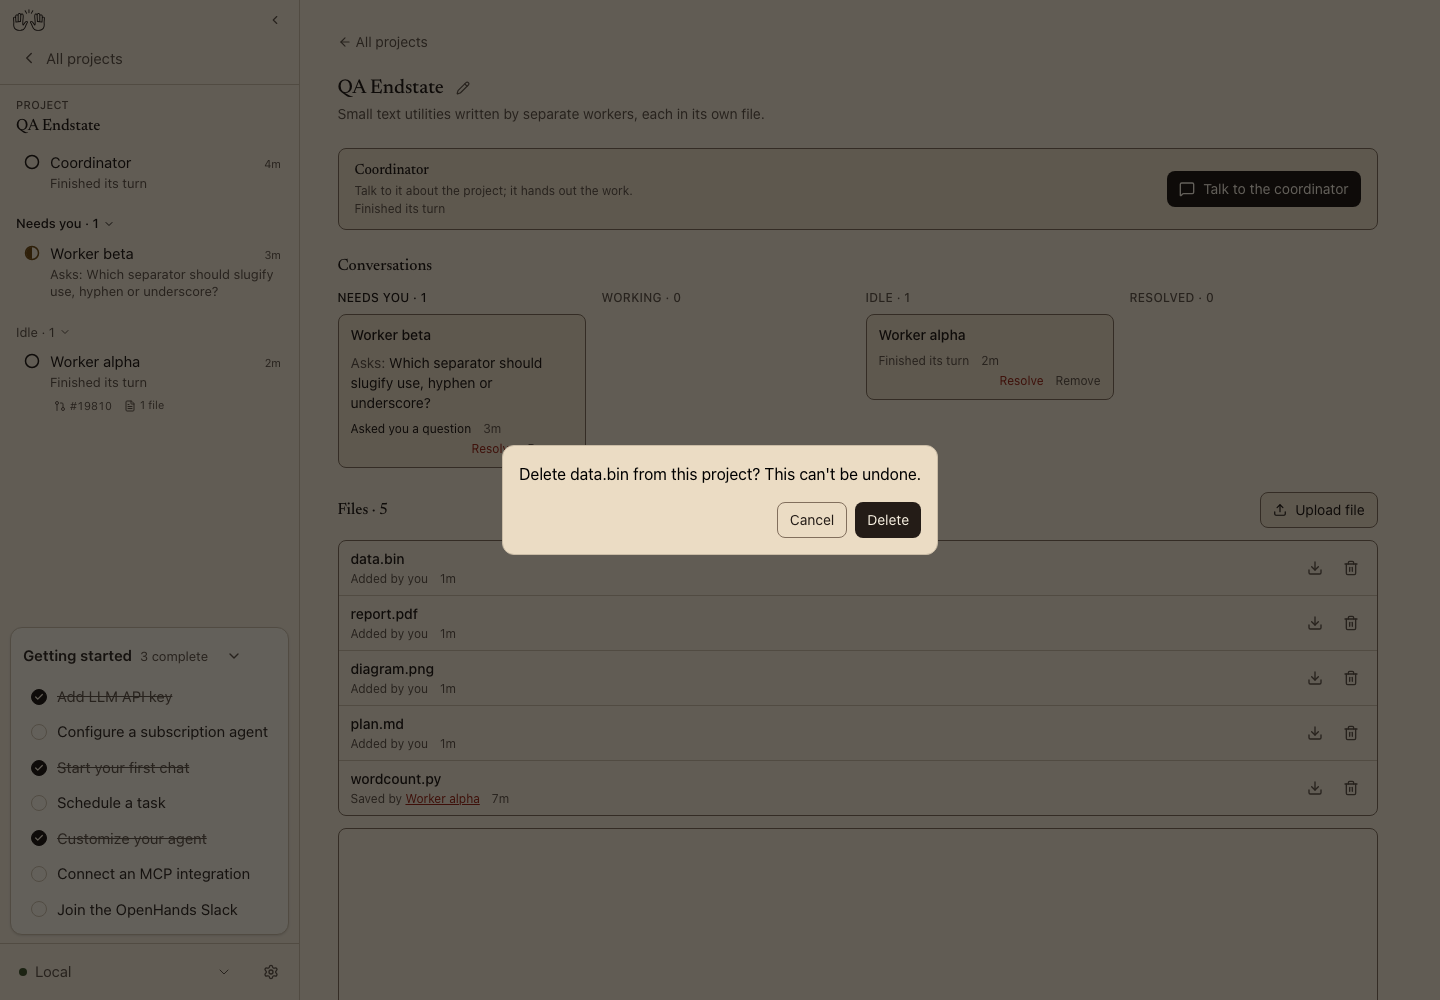 All projects
PROJECT
QA Endstate
Coordinator 4m
Finished its turn
Needs you · 1
Worker beta 3m
Asks: Which separator should slugify
use, hyphen or underscore?
Idle · 1
Worker alpha 2m
Finished its turn
#19810 1 file
Getting started 3 complete
Add LLM API key
Configure a subscription agent
Start your first chat
Schedule a task
Customize your agent
Connect an MCP integration
Join the OpenHands Slack
Local
All projects
QA Endstate
Small text utilities written by separate workers, each in its own file.
Coordinator
Talk to it about the project; it hands out the work.
Finished its turn
Talk to the coordinator
Conversations
NEEDS YOU · 1
Worker beta
Asks: Which separator should
slugify use, hyphen or
underscore?
Asked you a question 3m
WORKING · 0
IDLE · 1
Worker alpha
Finished its turn 2m
Resolve Remove
RESOLVED · 0
Delete data.bin from this project? This can't be undone.
Cancel Delete
Files · 5
Upload file
data.bin
Added by you 1m
report.pdf
Added by you 1m
diagram.png
Added by you 1m
plan.md
Added by you 1m
wordcount.py
Saved by Worker alpha 7m